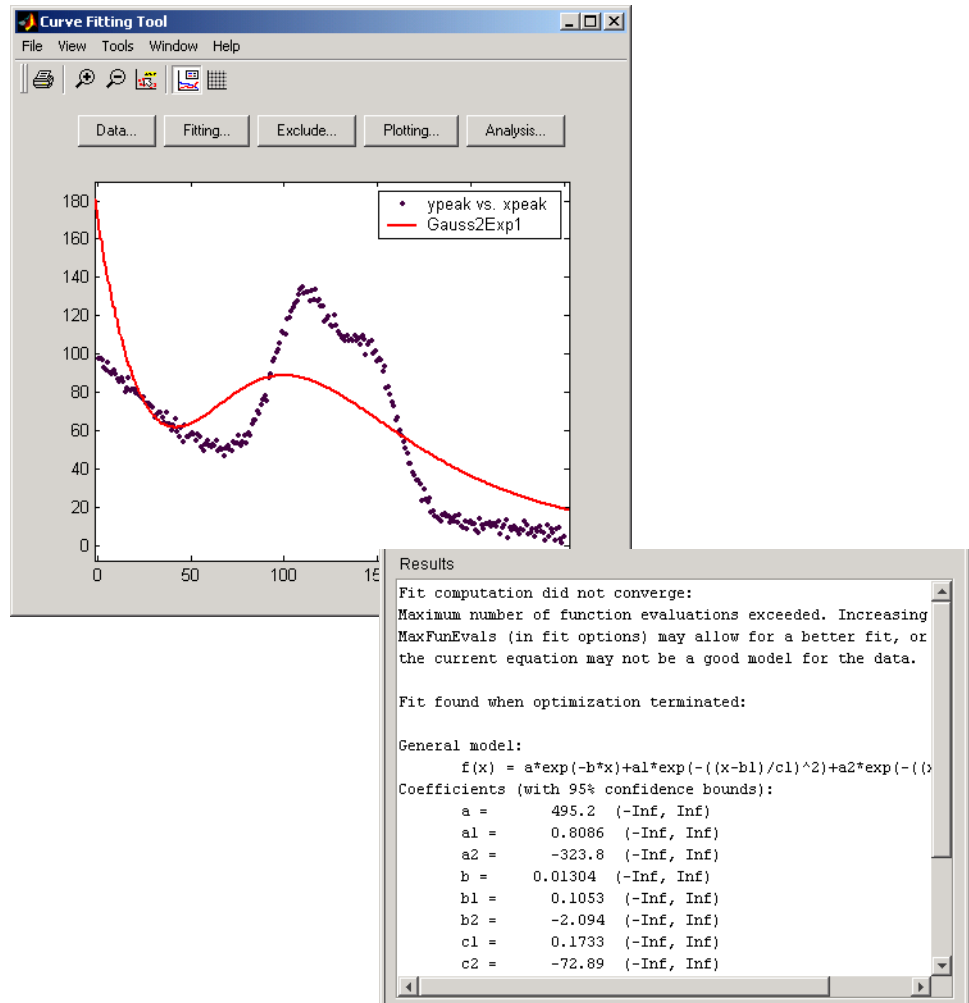 Curve Fitting Tool
File View Tools Window Help
Data... Fitting... Exclude... Plotting... Analysis...
ypeak vs. xpeak
Gauss2Exp1
180
160
140
120
100
80
60
40
20
0
0 50 100
Results
Fit computation did not converge:
Maximum number of function evaluations exceeded. Increasing
MaxFunEvals (in fit options) may allow for a better fit, or
the current equation may not be a good model for the data.
Fit found when optimization terminated:
General model:
f(x) = a*exp(-b*x)+a1*exp(-((x-b1)/c1)^2)+a2*exp(-((x
Coefficients (with 95% confidence bounds):
a = 495.2 (-Inf, Inf)
a1 = 0.8086 (-Inf, Inf)
a2 = -323.8 (-Inf, Inf)
b = 0.01304 (-Inf, Inf)
b1 = 0.1053 (-Inf, Inf)
b2 = -2.094 (-Inf, Inf)
c1 = 0.1733 (-Inf, Inf)
c2 = -72.89 (-Inf, Inf)